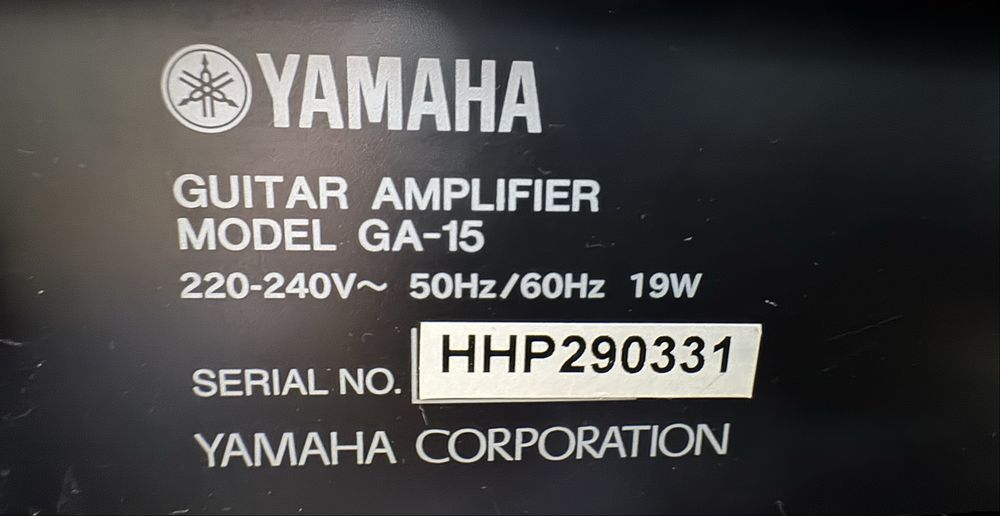 YAMAHA
GUITAR AMPLIFIER
MODEL GA-15
220-240V~ 50Hz/60Hz 19W
SERIAL NO. HHP290331
YAMAHA CORPORATION